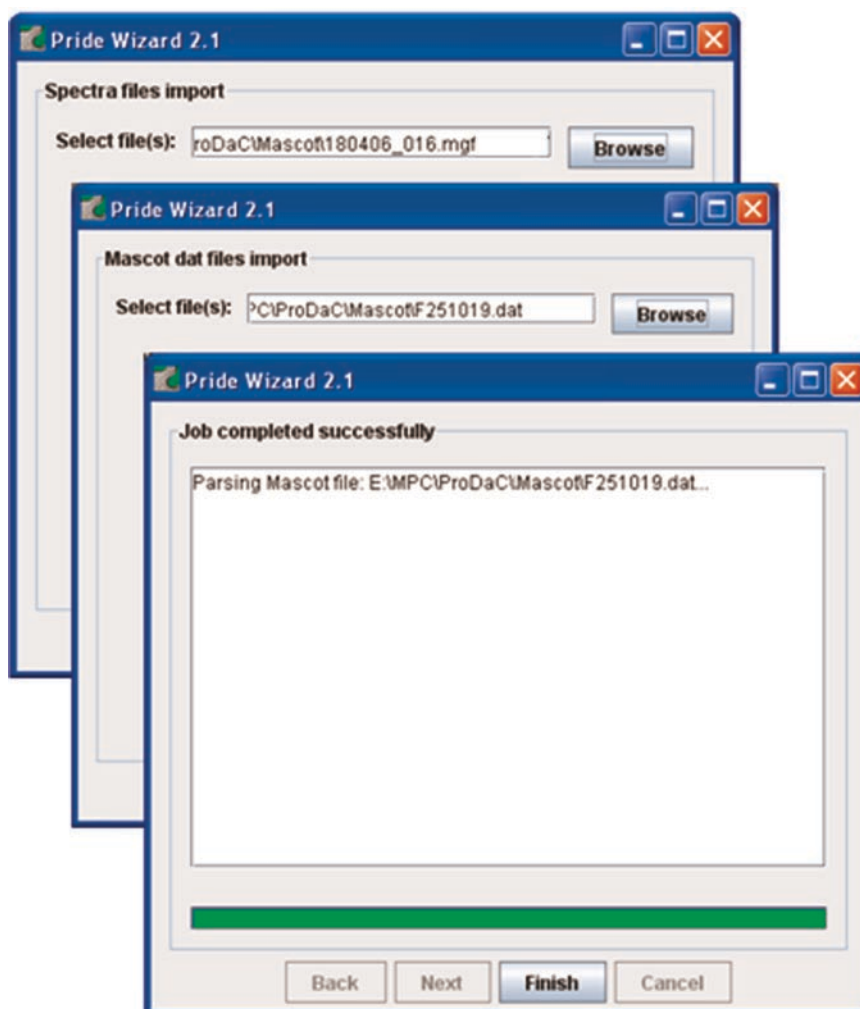 Pride Wizard 2.1
Spectra files import
Select file(s): roDaC\Mascot\180406_016.mgf Browse
Pride Wizard 2.1
Mascot dat files import
Select file(s): PC\ProDaC\Mascot\F251019.dat Browse
Pride Wizard 2.1
Job completed successfully
Parsing Mascot file: E:\MPC\ProDaC\Mascot\F251019.dat...
Back Next Finish Cancel